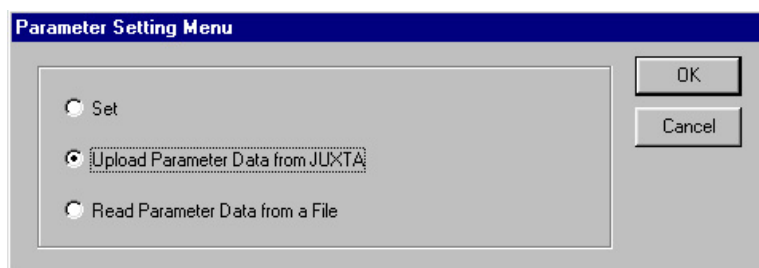 Parameter Setting Menu
OK
Set
Cancel
Upload Parameter Data from JUXTA
Read Parameter Data from a File